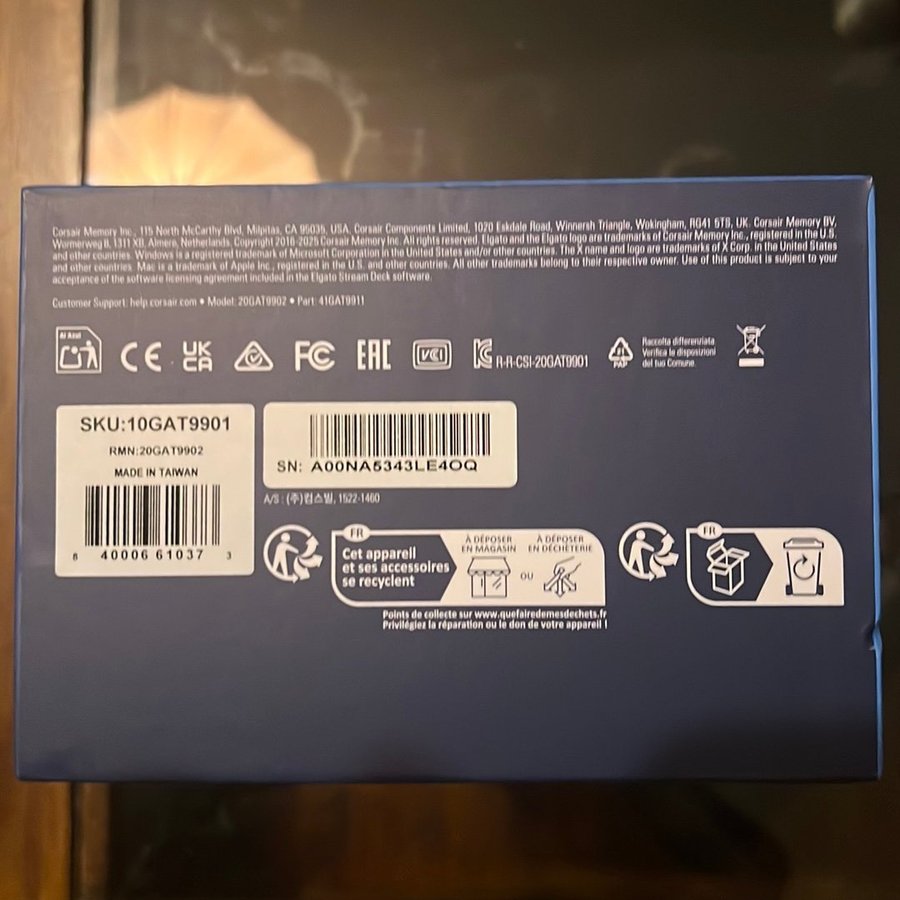 Corsair Memory Inc., 115 North McCarthy Blvd, Milpitas, CA 95035, USA. Corsair Components Limited, 1020 Eskdale Road, Winnersh Triangle, Wokingham, RG41 5TS, UK. Corsair Memory BV,
Wormerweg 8, 1311 XB, Almere, Netherlands. Copyright 2016-2025 Corsair Memory Inc. All rights reserved. Elgato and the Elgato logo are trademarks of Corsair Memory Inc., registered in the U.S.
and other countries. Windows is a registered trademark of Microsoft Corporation in the United States and/or other countries. The X name and logo are trademarks of X Corp. in the United States
and other countries. Mac is a trademark of Apple Inc., registered in the U.S. and other countries. All other trademarks belong to their respective owner. Use of this product is subject to your
acceptance of the software licensing agreement included in the Elgato Stream Deck software.
Customer Support: help.corsair.com • Model: 20GAT9902 • Part: 41GAT9911
Al Azul
CE
UK
CA
FC
EAC
VCI
R-R-CSI-20GAT9901
PAP
Raccolta differenziata
Verifica le disposizioni
del tuo Comune.
SKU:10GAT9901
RMN:20GAT9902
MADE IN TAIWAN
8 40006 61037 3
SN: A00NA5343LE4OQ
A/S : (주)컴스빌, 1522-1460
FR
Cet appareil
et ses accessoires
se recyclent
À DÉPOSER
EN MAGASIN
OU
À DÉPOSER
EN DÉCHÈTERIE
Points de collecte sur www.quefairedemesdechets.fr
Privilégiez la réparation ou le don de votre appareil !
FR